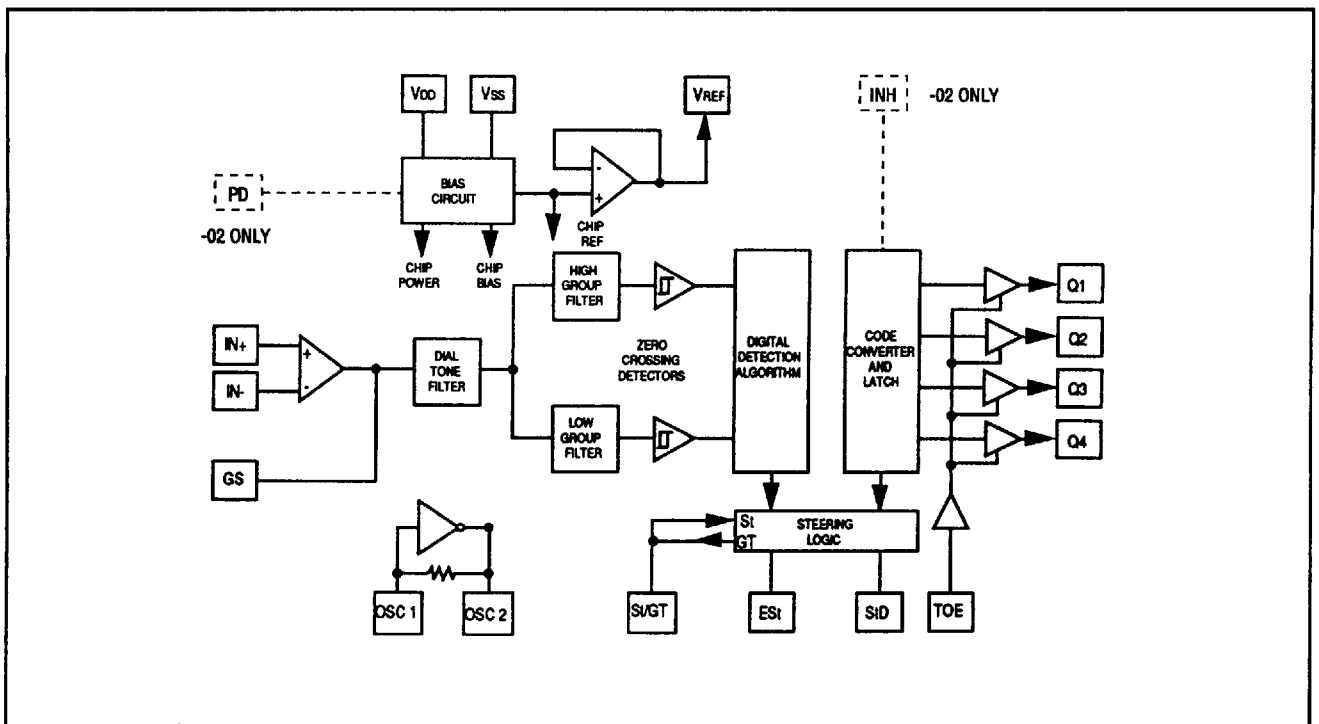 VDD
VSS
VREF
INH
-02 ONLY
PD
-02 ONLY
BIAS
CIRCUIT
-
+
CHIP
REF
CHIP
POWER
CHIP
BIAS
HIGH
GROUP
FILTER
IN+
IN-
+
-
DIAL
TONE
FILTER
ZERO
CROSSING
DETECTORS
DIGITAL
DETECTION
ALGORITHM
CODE
CONVERTER
AND
LATCH
Q1
Q2
Q3
Q4
LOW
GROUP
FILTER
GS
St
GT
STEERING
LOGIC
OSC 1
OSC 2
St/GT
ESt
StD
TOE